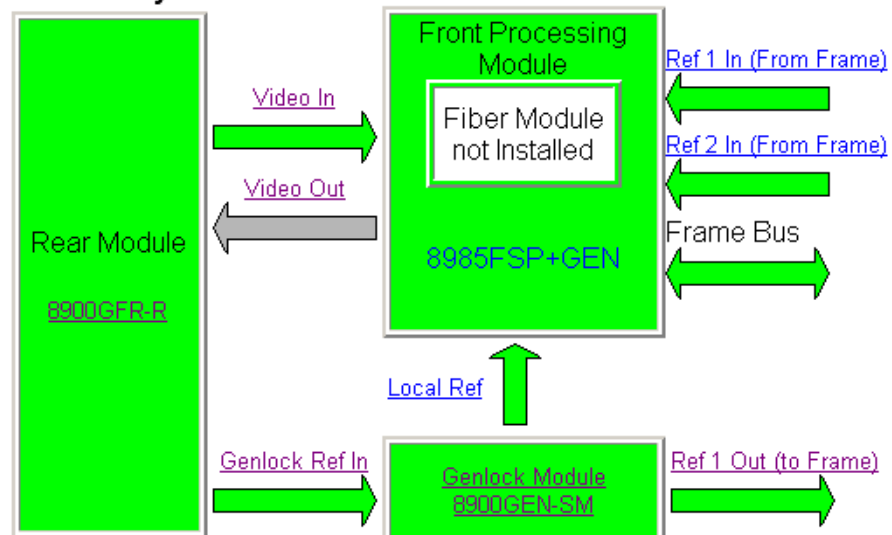 Front Processing
Module
Ref 1 In (From Frame)
Video In
Fiber Module
not Installed
Ref 2 In (From Frame)
Video Out
Rear Module
8985FSP+GEN
Frame Bus
8900GFR-R
Local Ref
Genlock Ref In
Genlock Module
8900GEN-SM
Ref 1 Out (to Frame)